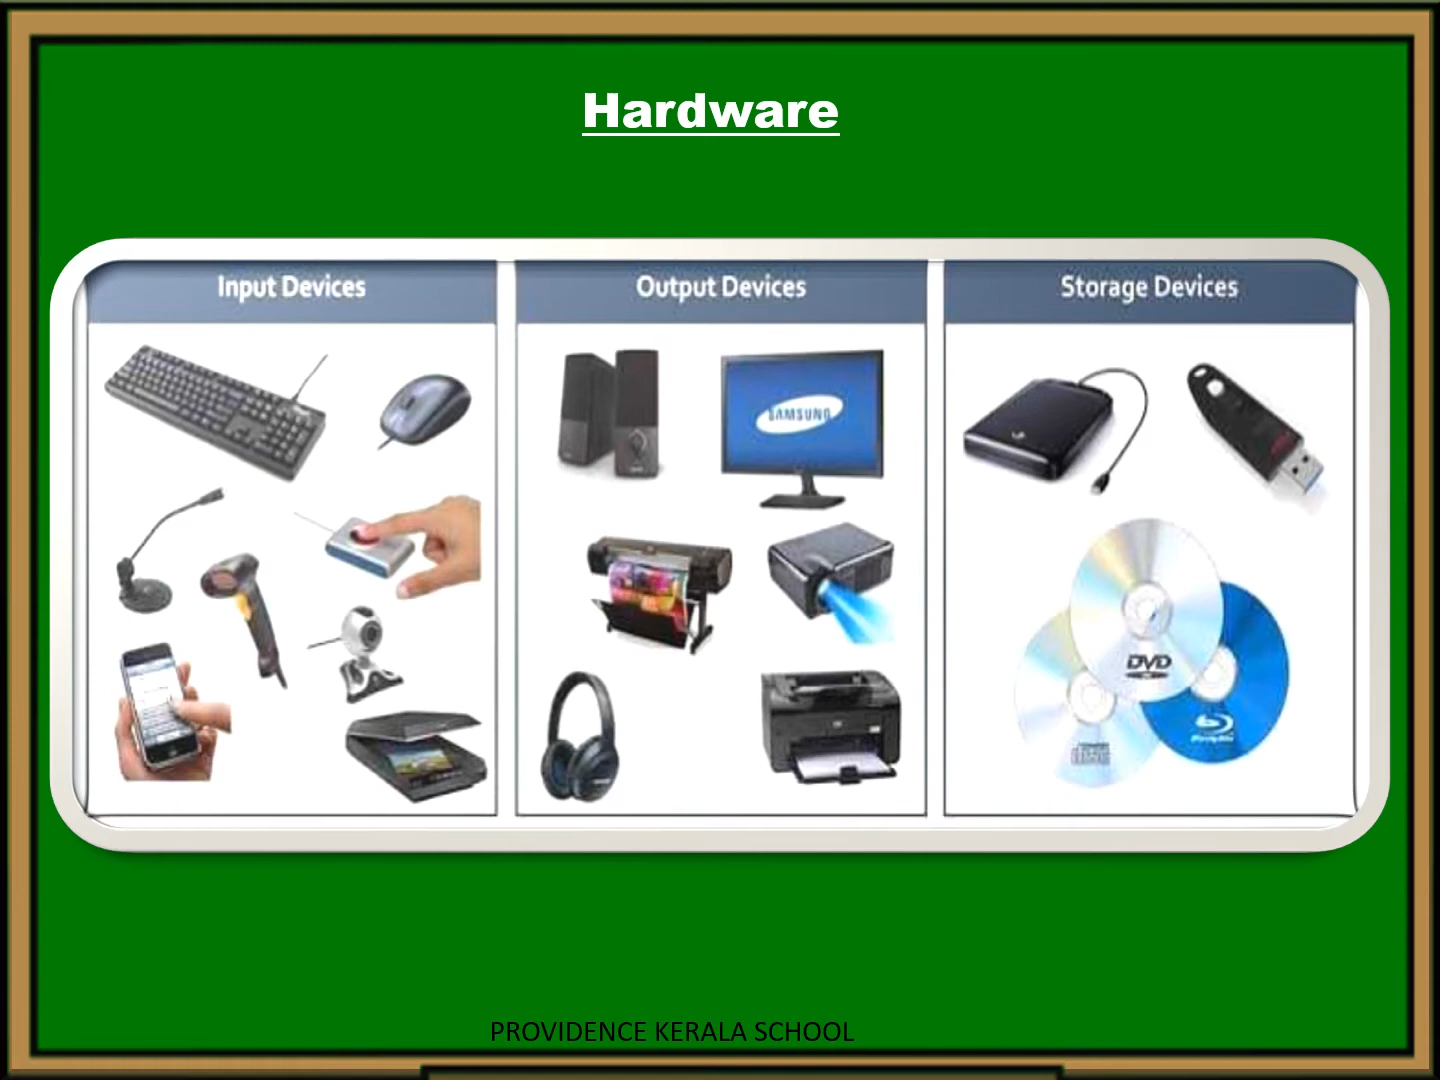 Hardware
Input Devices
Output Devices
Storage Devices
SAMSUNG
DVD
PROVIDENCE KERALA SCHOOL